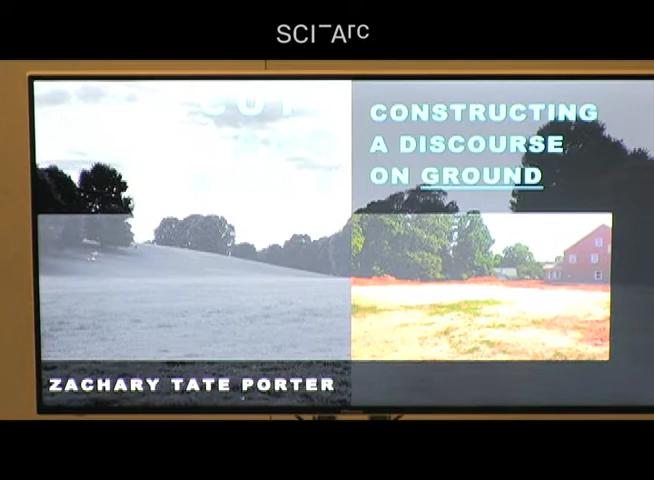 SCI-Arc
CONSTRUCTING
A DISCOURSE
ON GROUND
ZACHARY TATE PORTER